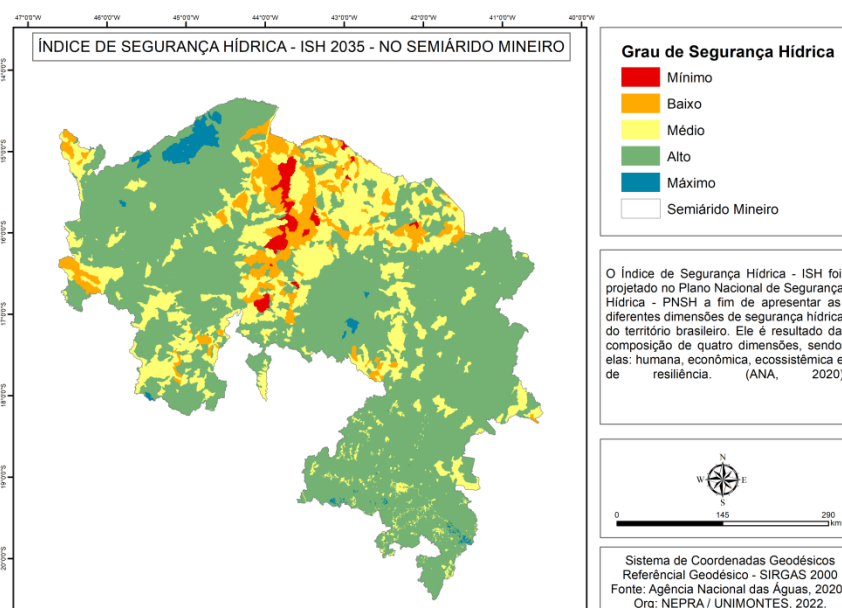 47°0'0"O 46°0'0"O 45°0'0"O 44°0'0"O 43°0'0"O 42°0'0"O 41°0'0"O 40°0'0"O
ÍNDICE DE SEGURANÇA HÍDRICA - ISH 2035 - NO SEMIÁRIDO MINEIRO
14°0'0"S
15°0'0"S
16°0'0"S
17°0'0"S
18°0'0"S
19°0'0"S
20°0'0"S
Grau de Segurança Hídrica
Mínimo
Baixo
Médio
Alto
Máximo
Semiárido Mineiro
O Índice de Segurança Hídrica - ISH foi
projetado no Plano Nacional de Segurança
Hídrica - PNSH a fim de apresentar as
diferentes dimensões de segurança hídrica
do território brasileiro. Ele é resultado da
composição de quatro dimensões, sendo
elas: humana, econômica, ecossistêmica e
de resiliência. (ANA, 2020)
N
W E
S
0 145 290
km
Sistema de Coordenadas Geodésicos
Referêncial Geodésico - SIRGAS 2000
Fonte: Agência Nacional das Águas, 2020
Org: NEPRA / UNIMONTES, 2022.